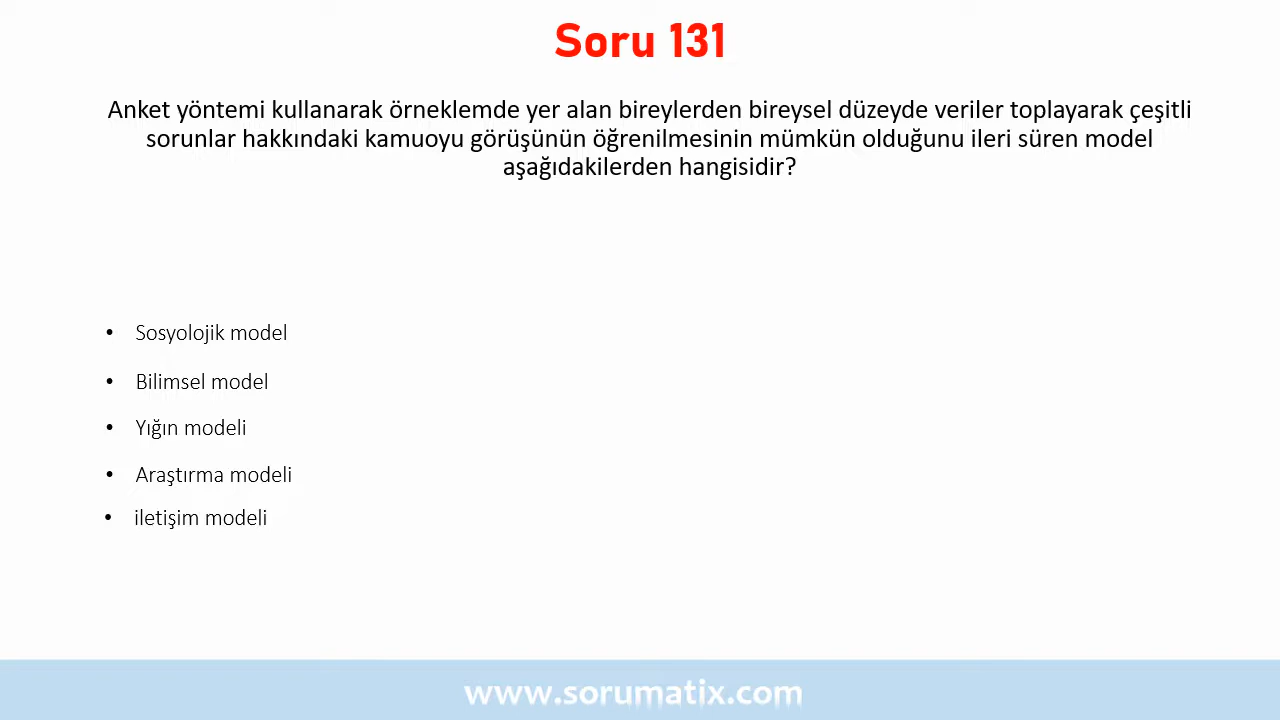 Soru 131
Anket yöntemi kullanarak örneklemde yer alan bireylerden bireysel düzeyde veriler toplayarak çeşitli
sorunlar hakkındaki kamuoyu görüşünün öğrenilmesinin mümkün olduğunu ileri süren model
aşağıdakilerden hangisidir?
• Sosyolojik model
• Bilimsel model
• Yığın modeli
• Araştırma modeli
• iletişim modeli
www.sorumatix.com